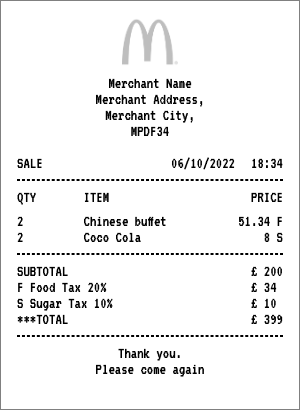 Merchant Name
Merchant Address,
Merchant City,
MPDF34
SALE 06/10/2022 18:34
QTY ITEM PRICE
2 Chinese buffet 51.34 F
2 Coco Cola 8 S
SUBTOTAL £ 200
F Food Tax 20% £ 34
S Sugar Tax 10% £ 10
***TOTAL £ 399
Thank you.
Please come again